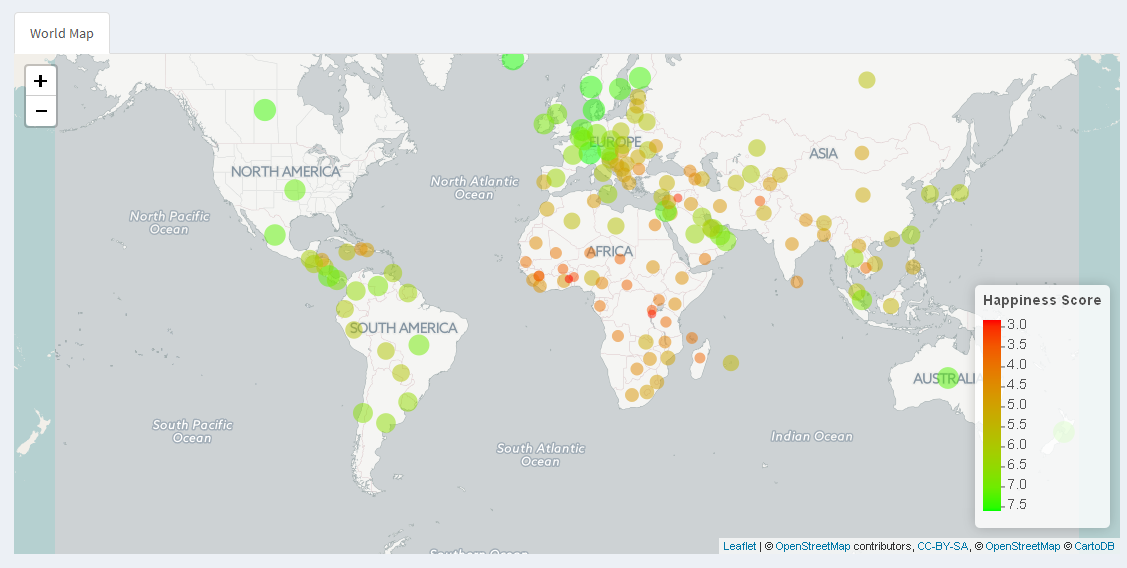 World Map
+
−
NORTH AMERICA
EUROPE
ASIA
North Atlantic
Ocean
North Pacific
Ocean
AFRICA
SOUTH AMERICA
AUSTRALI
South Pacific
Ocean
South Atlantic
Ocean
Indian Ocean
Southern Ocean
Happiness Score
3.0
3.5
4.0
4.5
5.0
5.5
6.0
6.5
7.0
7.5
Leaflet | © OpenStreetMap contributors, CC-BY-SA, © OpenStreetMap © CartoDB